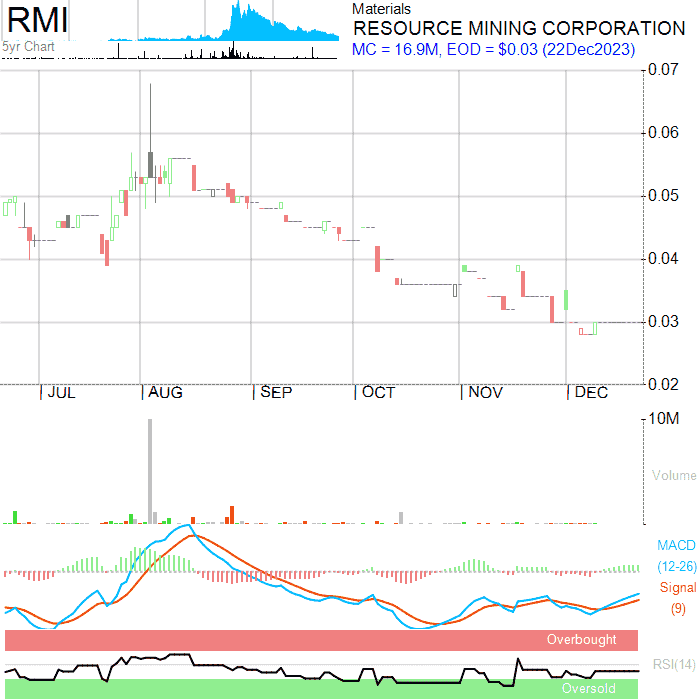 RMI
5yr Chart
Materials
RESOURCE MINING CORPORATION
MC = 16.9M, EOD = $0.03 (22Dec2023)
0.07
0.06
0.05
0.04
0.03
0.02
JUL AUG SEP OCT NOV DEC
10M
Volume
MACD
(12-26)
Signal
(9)
Overbought
RSI(14)
Oversold